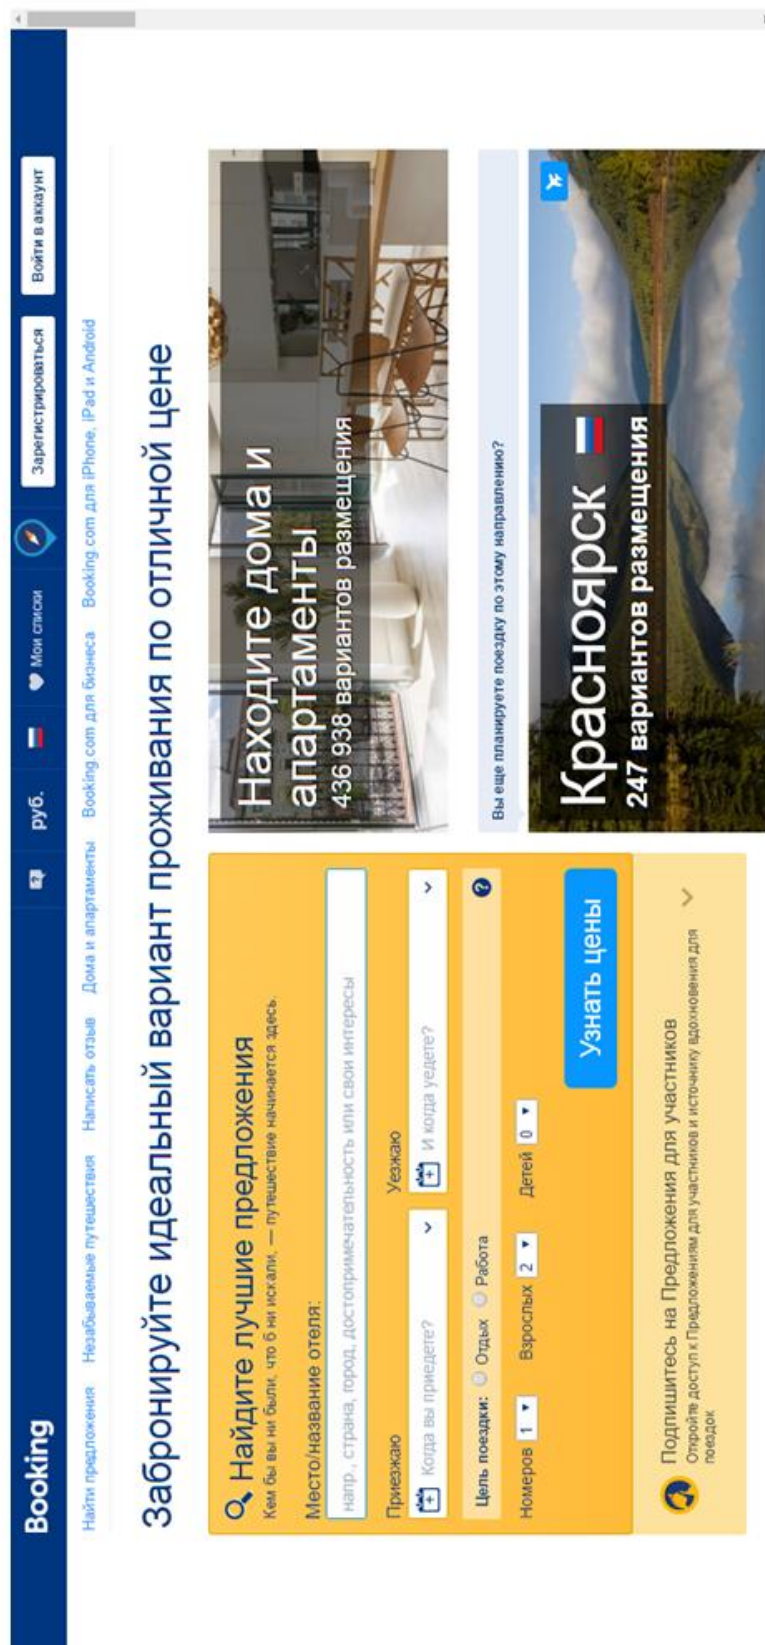 Booking
руб.
Мои списки
Зарегистрироваться
Войти в аккаунт
Найти предложения
Незабываемые путешествия
Написать отзыв
Дома и апартаменты
Booking.com для бизнеса
Booking.com для iPhone, iPad и Android
Забронируйте идеальный вариант проживания по отличной цене
Найдите лучшие предложения
Кем бы вы ни были, что б ни искали, — путешествие начинается здесь.
Место/название отеля:
напр., страна, город, достопримечательность или свои интересы
Приезжаю
Уезжаю
Когда вы приедете?
И когда уедете?
Цель поездки: Отдых Работа
?
Номеров 1 Взрослых 2 Детей 0
Узнать цены
Подпишитесь на Предложения для участников
Откройте доступ к Предложениям для участников и источнику вдохновения для
поездок
Находите дома и
апартаменты
436 938 вариантов размещения
Вы еще планируете поездку по этому направлению?
Красноярск
247 вариантов размещения